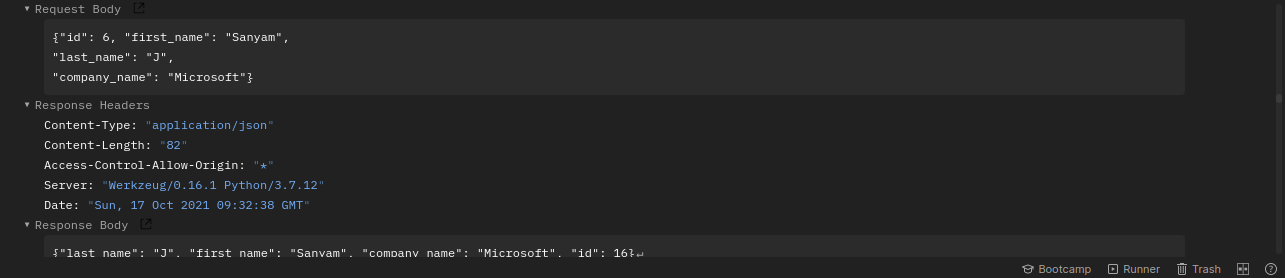 Request Body
{"id": 6, "first_name": "Sanyam",
"last_name": "J",
"company_name": "Microsoft"}
Response Headers
Content-Type: "application/json"
Content-Length: "82"
Access-Control-Allow-Origin: "*"
Server: "Werkzeug/0.16.1 Python/3.7.12"
Date: "Sun, 17 Oct 2021 09:32:38 GMT"
Response Body
{"last_name": "J", "first_name": "Sanyam", "company_name": "Microsoft", "id": 16}↵
Bootcamp Runner Trash